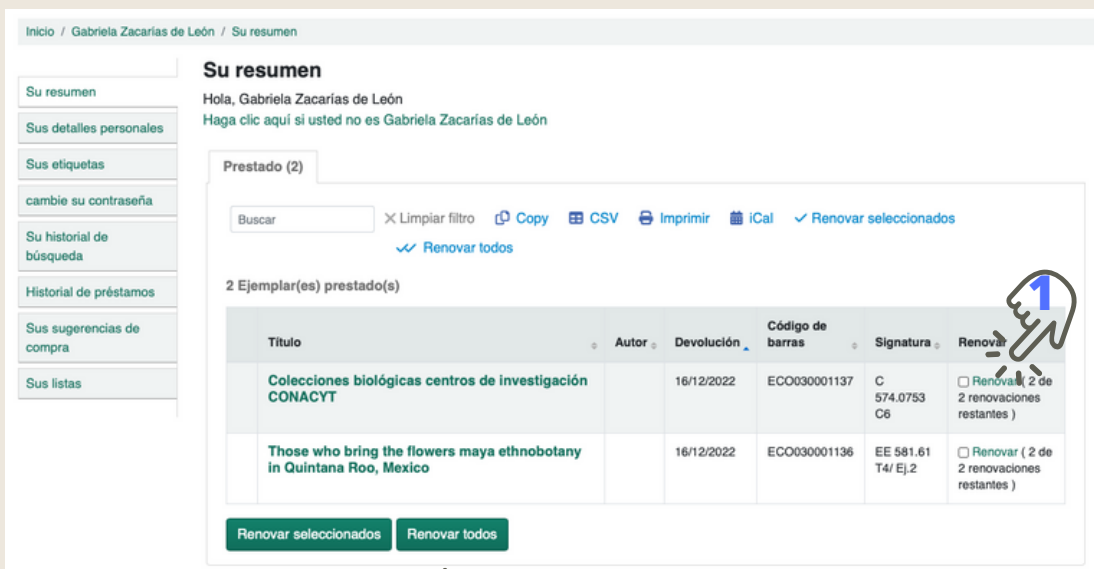 Inicio / Gabriela Zacarías de León / Su resumen
Su resumen
Sus detalles personales
Sus etiquetas
cambie su contraseña
Su historial de
búsqueda
Historial de préstamos
Sus sugerencias de
compra
Sus listas
Su resumen
Hola, Gabriela Zacarías de León
Haga clic aquí si usted no es Gabriela Zacarías de León
Prestado (2)
Buscar Limpiar filtro Copy CSV Imprimir iCal Renovar seleccionados
Renovar todos
2 Ejemplar(es) prestado(s)
1
Título Autor Devolución Código de
barras Signatura Renovar
Colecciones biológicas centros de investigación
CONACYT
16/12/2022
ECO030001137
C
574.0753
C6
Renovar ( 2 de
2 renovaciones
restantes )
Those who bring the flowers maya ethnobotany
in Quintana Roo, Mexico
16/12/2022
ECO030001136
EE 581.61
T4/ Ej.2
Renovar ( 2 de
2 renovaciones
restantes )
Renovar seleccionados Renovar todos